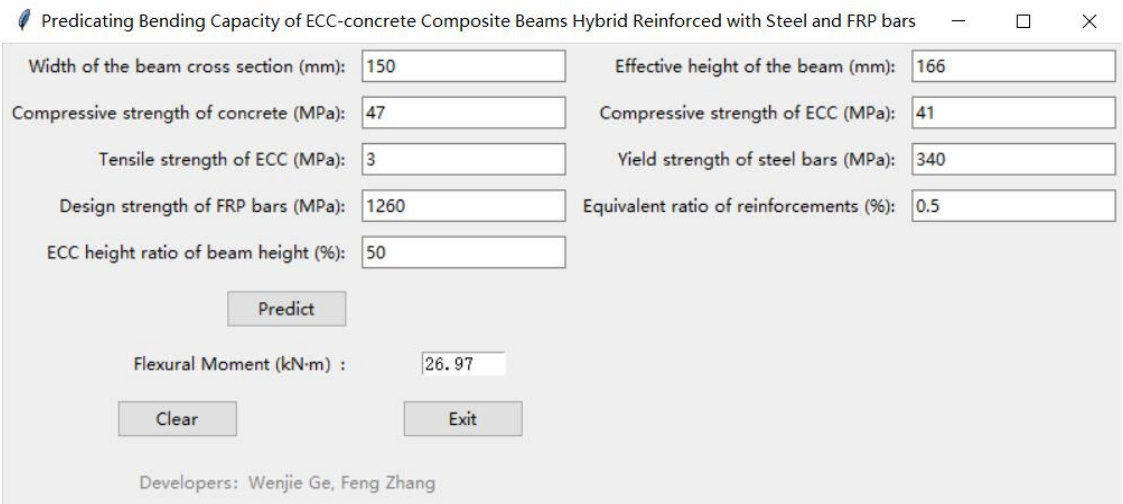 Predicating Bending Capacity of ECC-concrete Composite Beams Hybrid Reinforced with Steel and FRP bars
Width of the beam cross section (mm): 150 Effective height of the beam (mm): 166
Compressive strength of concrete (MPa): 47 Compressive strength of ECC (MPa): 41
Tensile strength of ECC (MPa): 3 Yield strength of steel bars (MPa): 340
Design strength of FRP bars (MPa): 1260 Equivalent ratio of reinforcements (%): 0.5
ECC height ratio of beam height (%): 50
Predict
Flexural Moment (kN·m) : 26.97
Clear Exit
Developers: Wenjie Ge, Feng Zhang